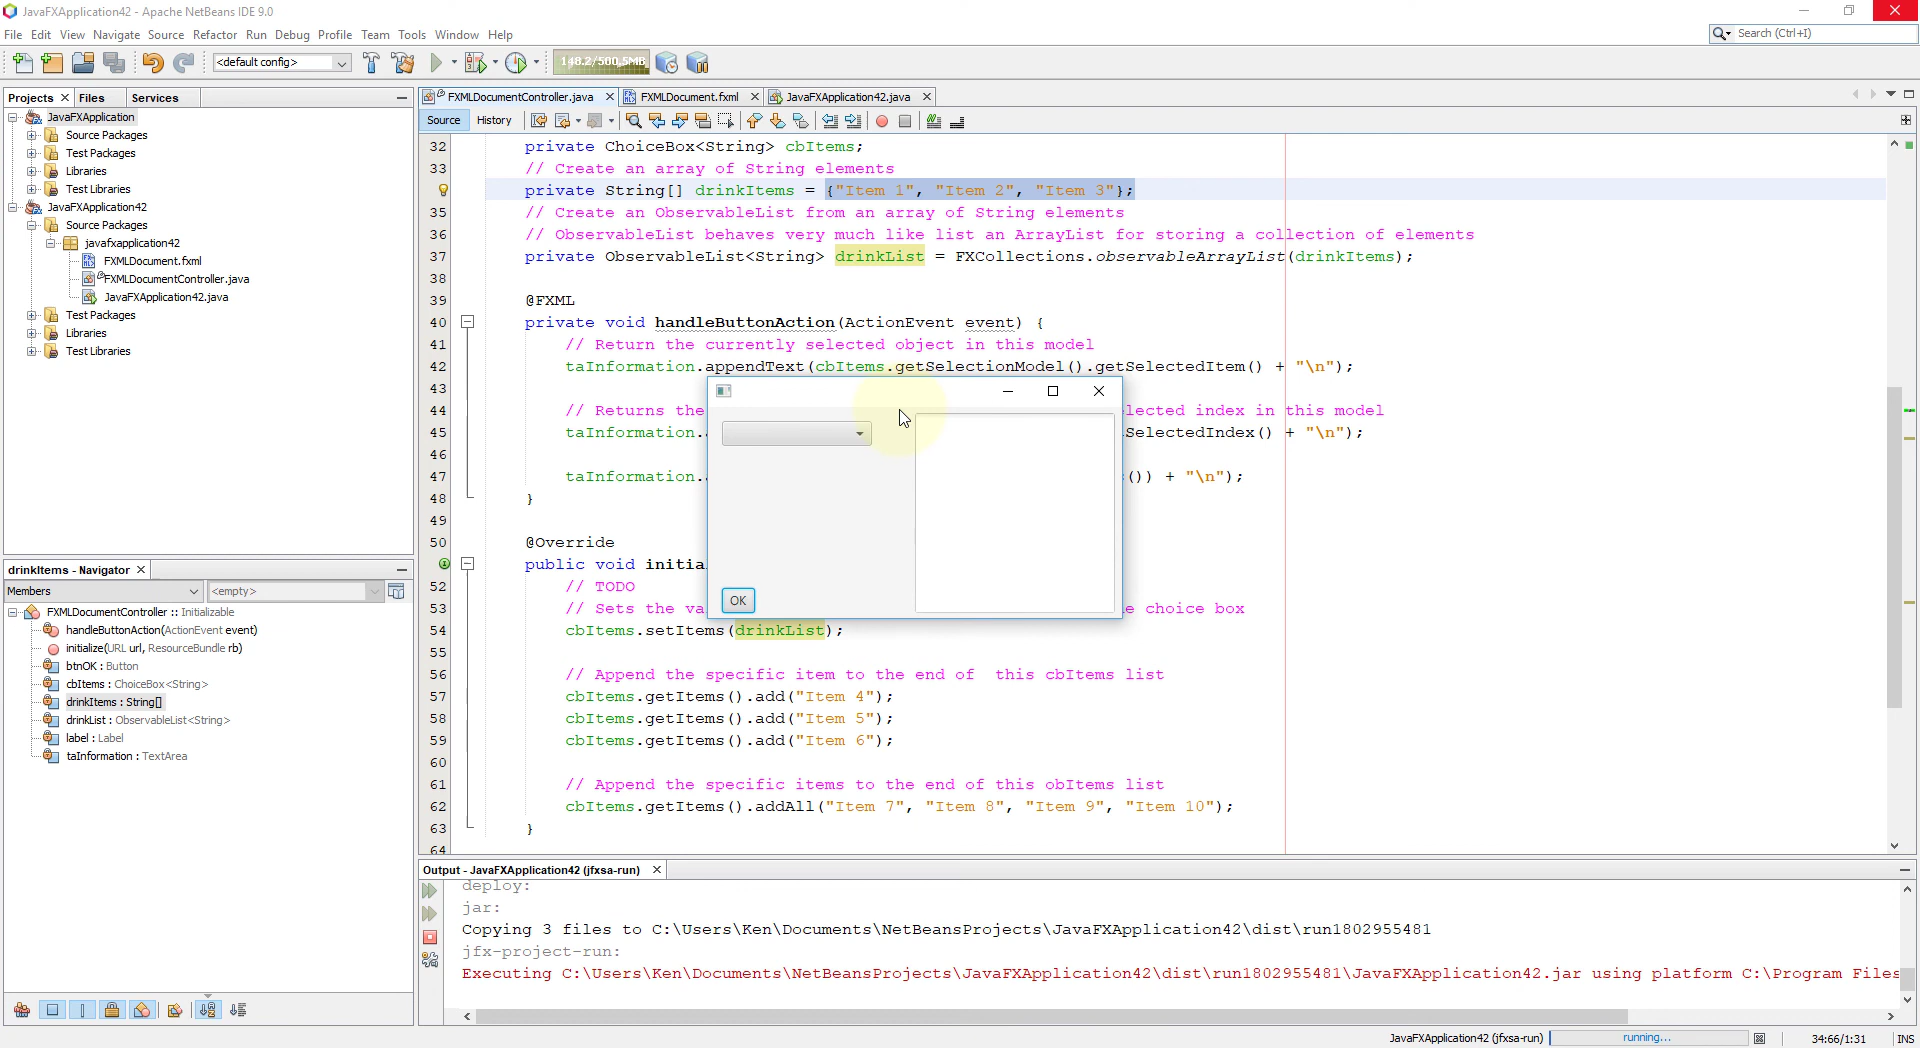 JavaFXApplication42 - Apache NetBeans IDE 9.0
File Edit View Navigate Source Refactor Run Debug Profile Team Tools Window Help
Search (Ctrl+I)
<default config>
148.2/500,5MB
Projects Files Services
FXMLDocumentController.java FXMLDocument.fxml JavaFXApplication42.java
Source History
JavaFXApplication
Source Packages
Test Packages
Libraries
Test Libraries
JavaFXApplication42
Source Packages
javafxapplication42
FXMLDocument.fxml
FXMLDocumentController.java
JavaFXApplication42.java
Test Packages
Libraries
Test Libraries
32 private ChoiceBox<String> cbItems;
33 // Create an array of String elements
private String[] drinkItems = {"Item 1", "Item 2", "Item 3"};
35 // Create an ObservableList from an array of String elements
36 // ObservableList behaves very much like list an ArrayList for storing a collection of elements
37 private ObservableList<String> drinkList = FXCollections.observableArrayList(drinkItems);
38
39 @FXML
40 private void handleButtonAction(ActionEvent event) {
41 // Return the currently selected object in this model
42 taInformation.appendText(cbItems.getSelectionModel().getSelectedItem() + "\n");
43
44 // Returns the lected index in this model
45 taInformation. SelectedIndex() + "\n");
46
47 taInformation. ()) + "\n");
48 }
49
50 @Override
public void initia
52 // TODO
53 // Sets the va e choice box
54 cbItems.setItems(drinkList);
55
56 // Append the specific item to the end of  this cbItems list
57 cbItems.getItems().add("Item 4");
58 cbItems.getItems().add("Item 5");
59 cbItems.getItems().add("Item 6");
60
61 // Append the specific items to the end of this obItems list
62 cbItems.getItems().addAll("Item 7", "Item 8", "Item 9", "Item 10");
63 }
64
OK
drinkItems - Navigator
Members <empty>
FXMLDocumentController :: Initializable
handleButtonAction(ActionEvent event)
initialize(URL url, ResourceBundle rb)
btnOK : Button
cbItems : ChoiceBox<String>
drinkItems : String[]
drinkList : ObservableList<String>
label : Label
taInformation : TextArea
Output - JavaFXApplication42 (jfxsa-run)
deploy:
jar:
Copying 3 files to C:\Users\Ken\Documents\NetBeansProjects\JavaFXApplication42\dist\run1802955481
jfx-project-run:
Executing C:\Users\Ken\Documents\NetBeansProjects\JavaFXApplication42\dist\run1802955481\JavaFXApplication42.jar using platform C:\Program Files
JavaFXApplication42 (jfxsa-run) running... 34:66/1:31 INS